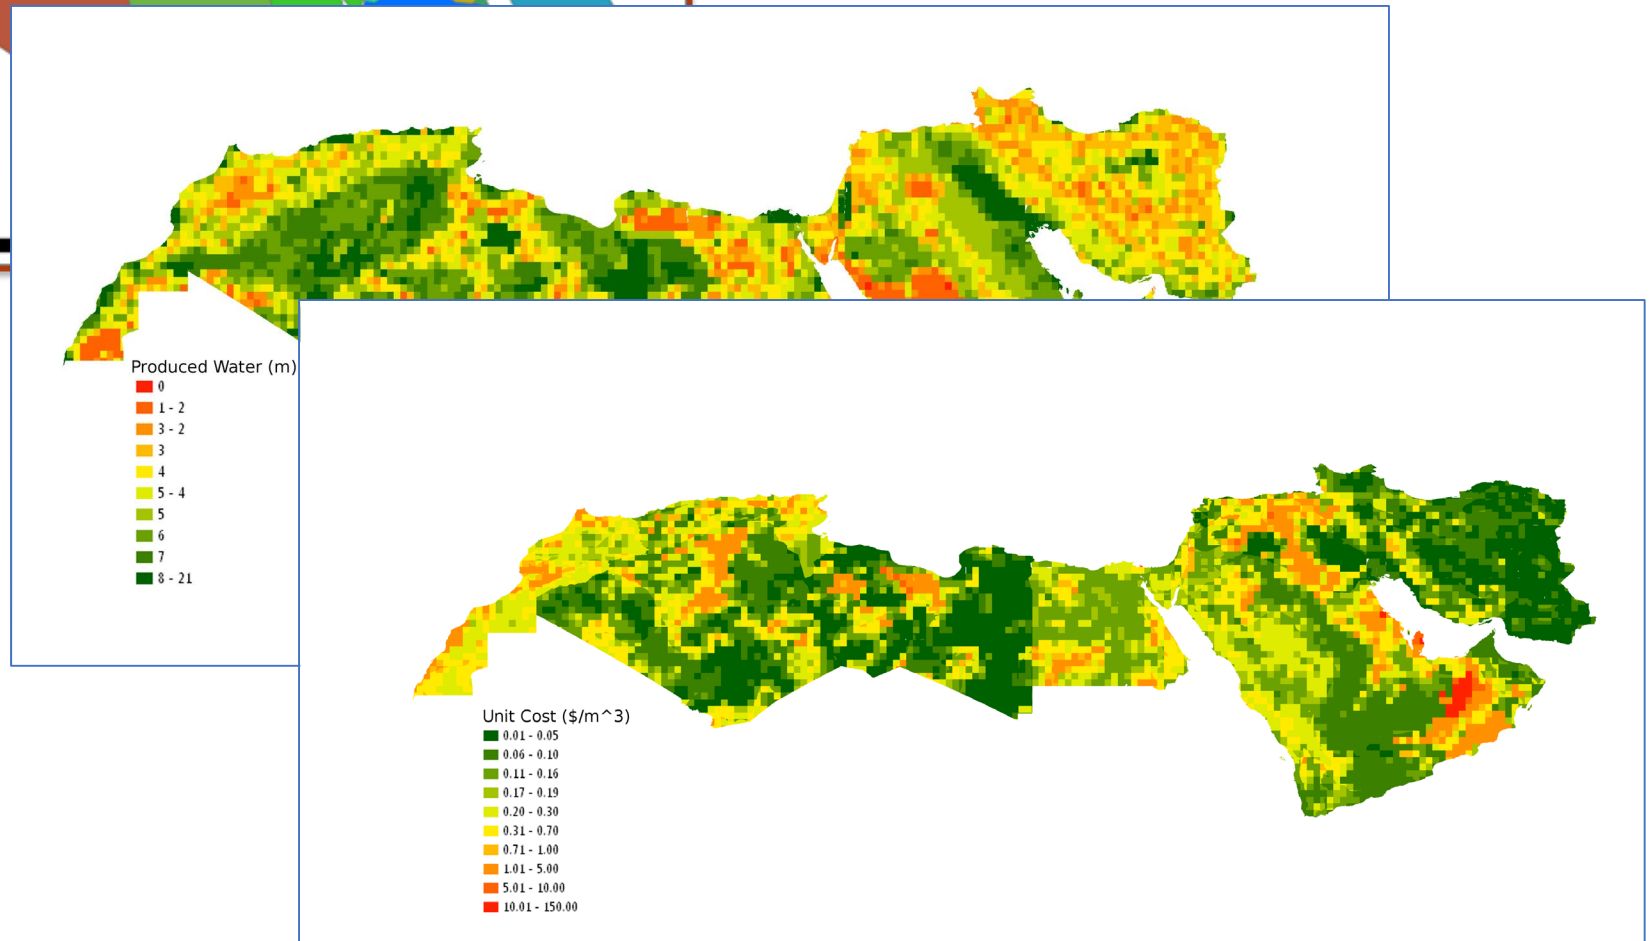 Produced Water (m)
0
1 - 2
3 - 2
3
4
5 - 4
5
6
7
8 - 21
Unit Cost ($/m^3)
0.01 - 0.05
0.06 - 0.10
0.11 - 0.16
0.17 - 0.19
0.20 - 0.30
0.31 - 0.70
0.71 - 1.00
1.01 - 5.00
5.01 - 10.00
10.01 - 150.00